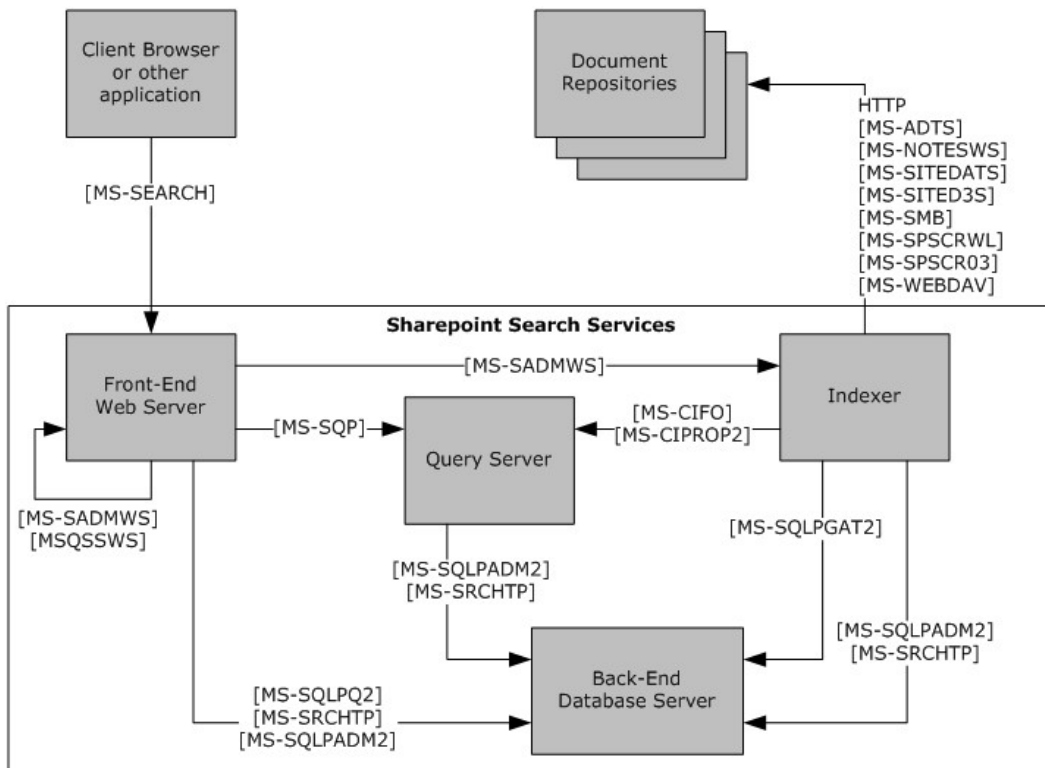 Client Browser
or other
application
Document
Repositories
HTTP
[MS-ADTS]
[MS-NOTESWS]
[MS-SITEDATS]
[MS-SITED3S]
[MS-SMB]
[MS-SPSCRWL]
[MS-SPSCR03]
[MS-WEBDAV]
[MS-SEARCH]
Sharepoint Search Services
Front-End
Web Server
[MS-SADMWS]
Indexer
[MS-SQP]
Query Server
[MS-CIFO]
[MS-CIPROP2]
[MS-SADMWS]
[MSQSSWS]
[MS-SQLPGAT2]
[MS-SQLPADM2]
[MS-SRCHTP]
[MS-SQLPADM2]
[MS-SRCHTP]
Back-End
Database Server
[MS-SQLPQ2]
[MS-SRCHTP]
[MS-SQLPADM2]